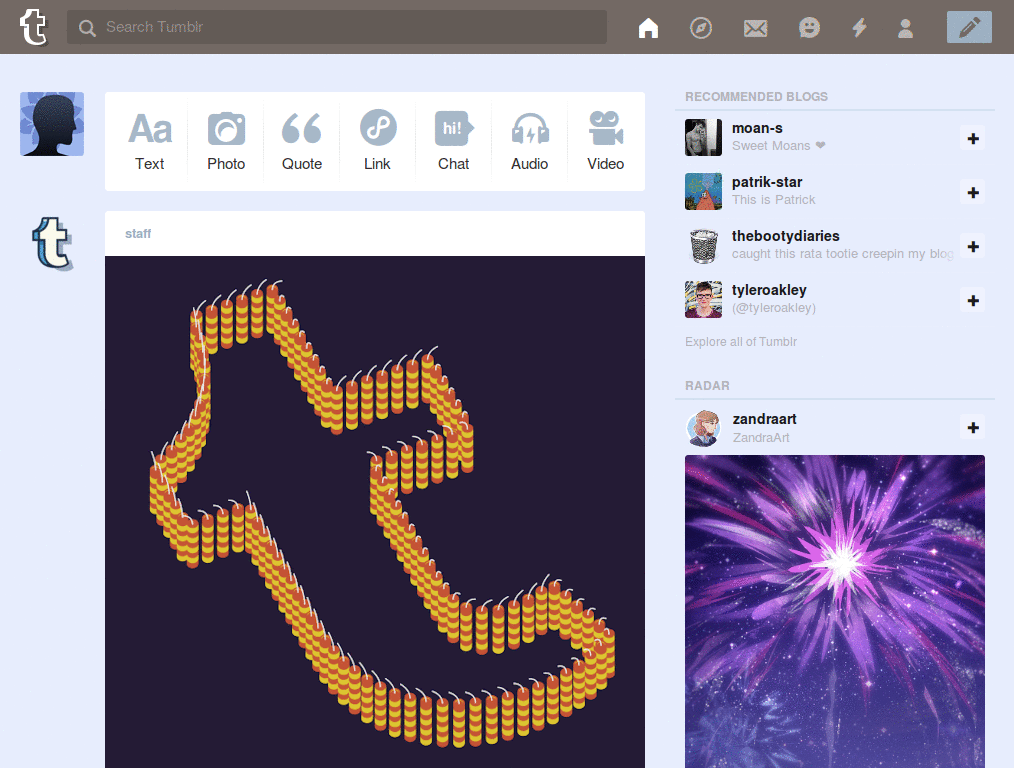 Search Tumblr
Aa
Text
Photo
Quote
Link
hi!
Chat
Audio
Video
staff
RECOMMENDED BLOGS
moan-s
Sweet Moans ❤
patrik-star
This is Patrick
thebootydiaries
caught this rata tootie creepin my blog
tyleroakley
(@tyleroakley)
Explore all of Tumblr
RADAR
zandraart
ZandraArt